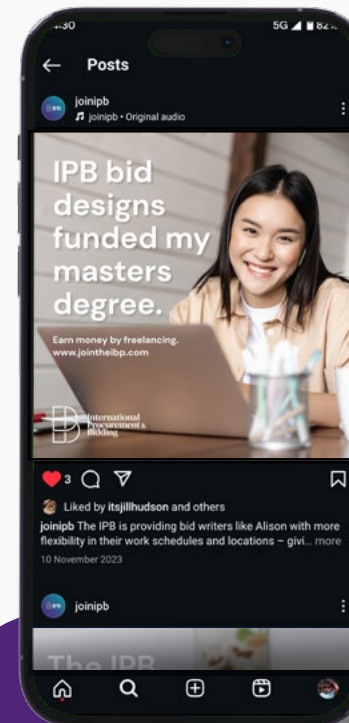 5G
Posts
joinipb
joinipb • Original audio
IPB bid
designs
funded my
masters
degree.
Earn money by freelancing.
www.jointheibp.com
International
Procurement &
Bidding
3
Liked by itsjillhudson and others
joinipb The IPB is providing bid writers like Alison with more
flexibility in their work schedules and locations – givi... more
10 November 2023
joinipb
The IPB